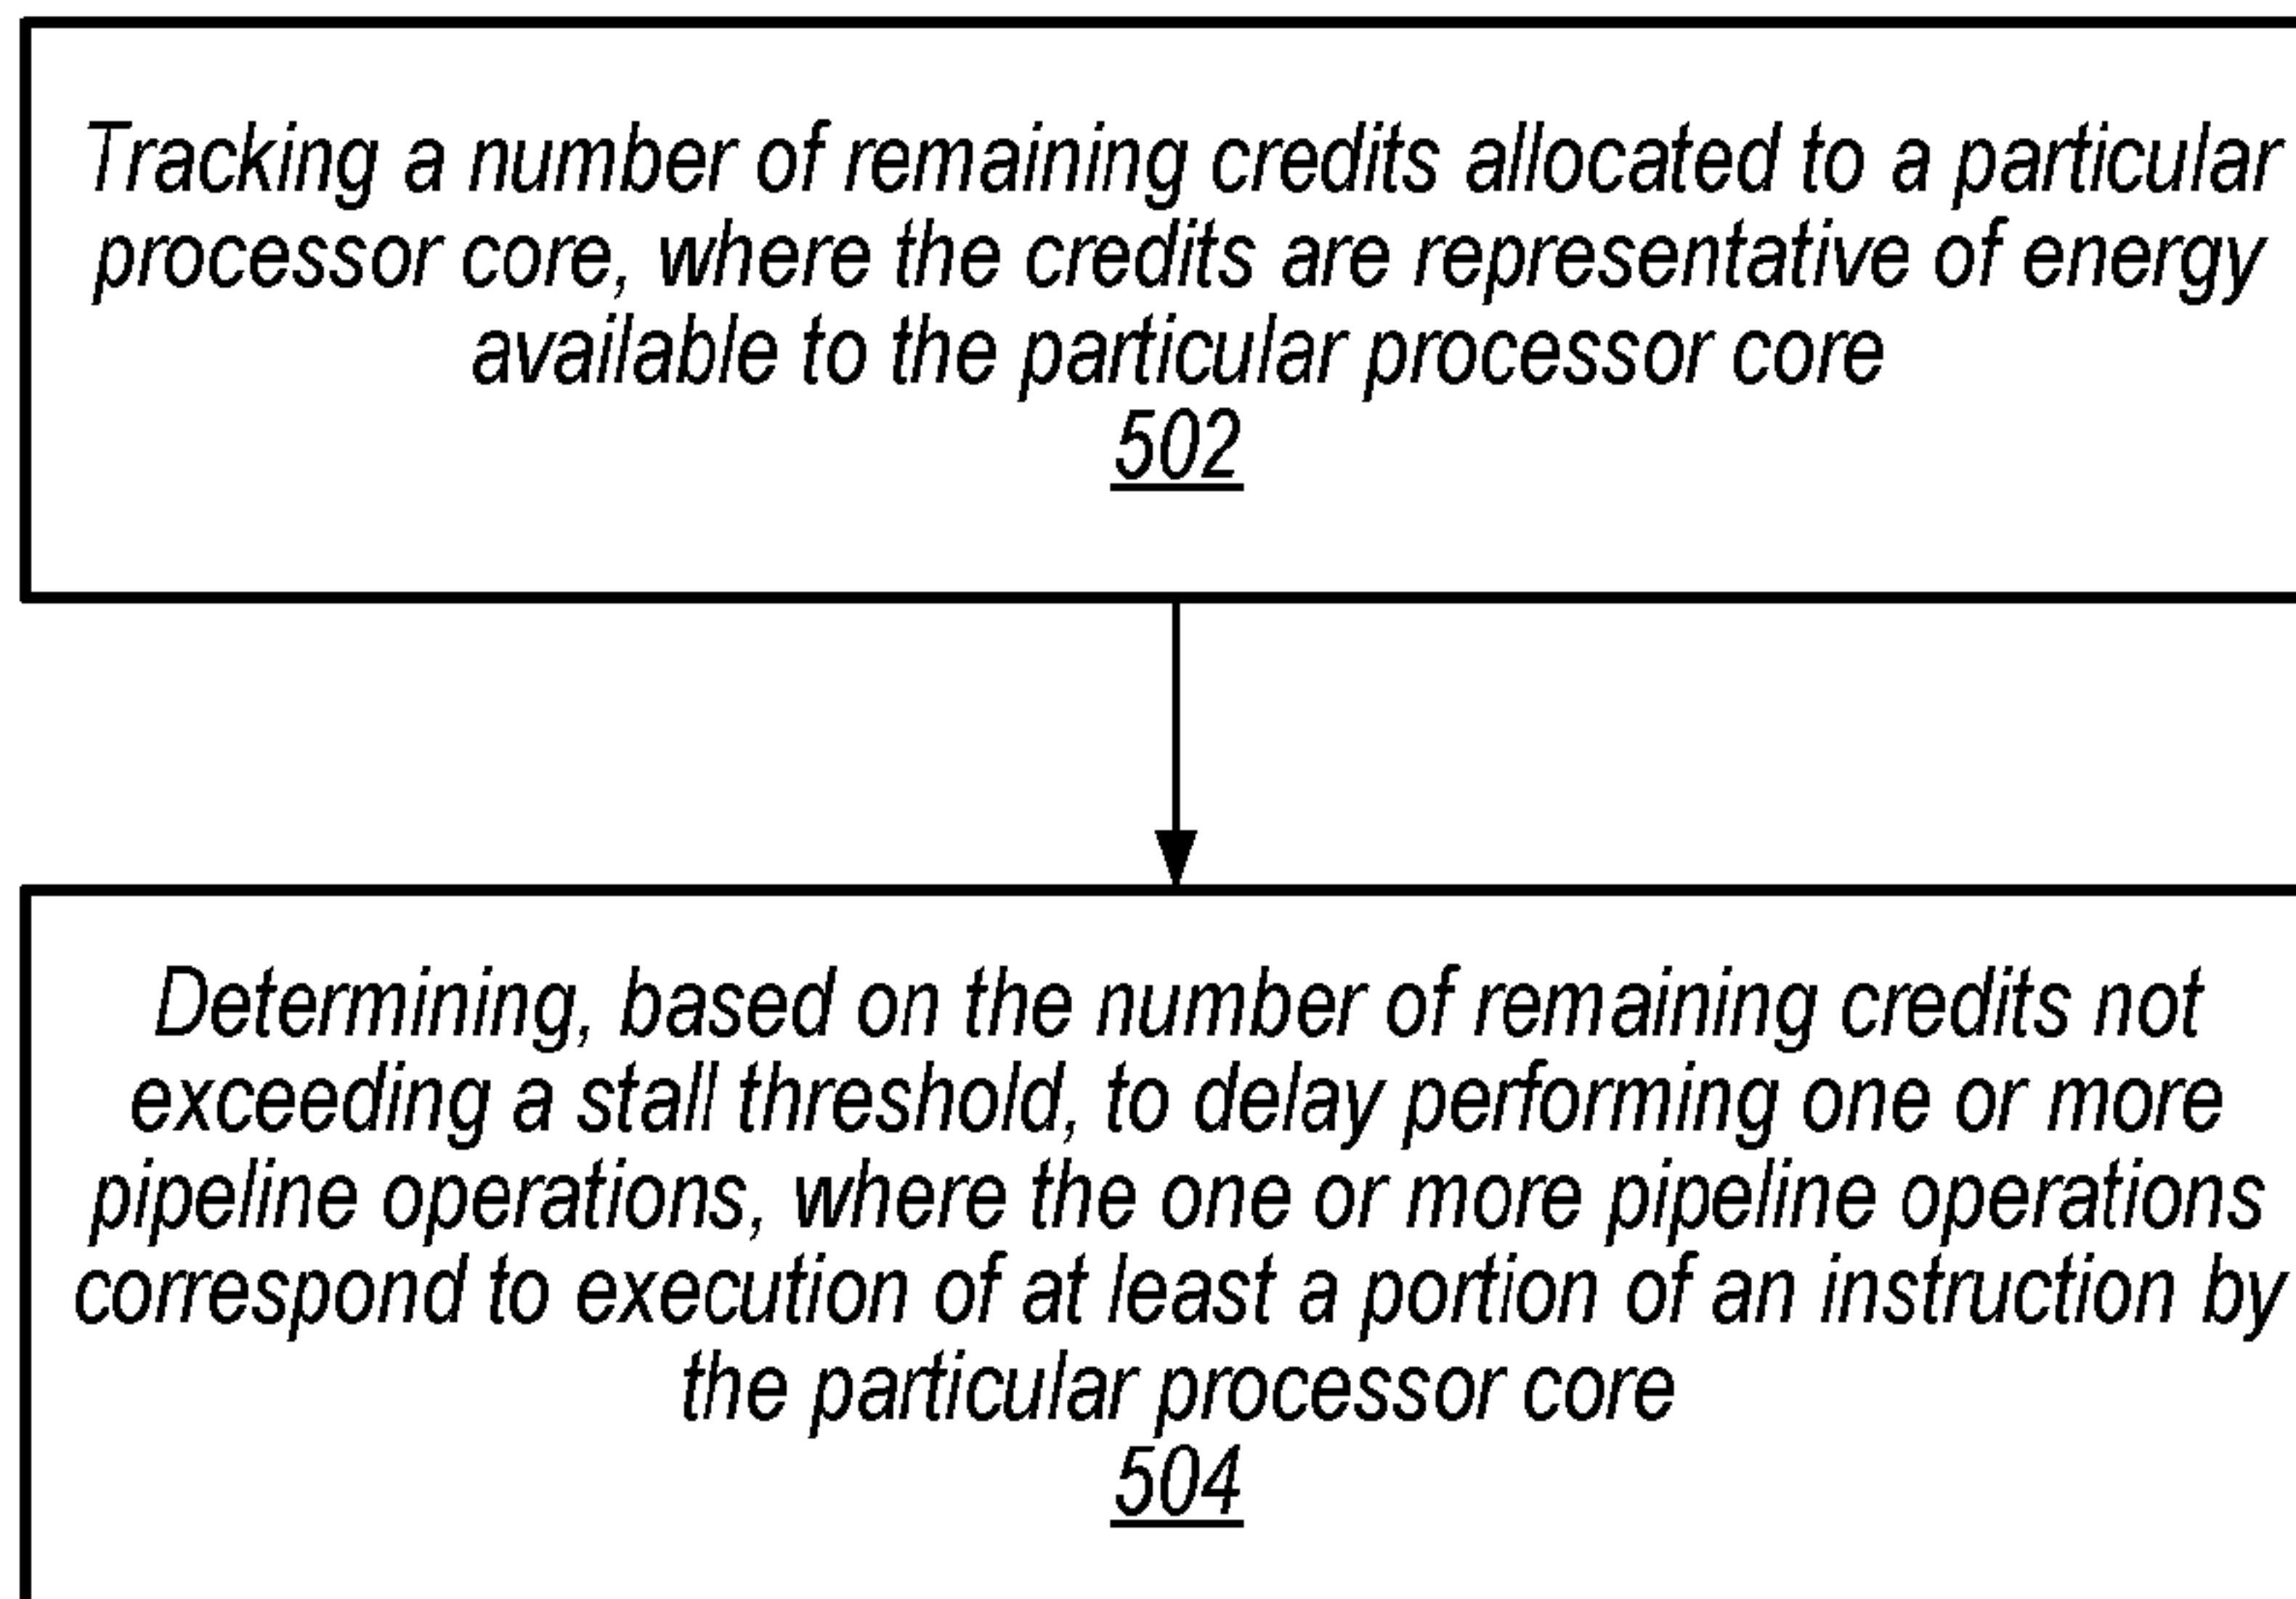 Tracking a number of remaining credits allocated to a particular
processor core, where the credits are representative of energy
available to the particular processor core
502
Determining, based on the number of remaining credits not
exceeding a stall threshold, to delay performing one or more
pipeline operations, where the one or more pipeline operations
correspond to execution of at least a portion of an instruction by
the particular processor core
504